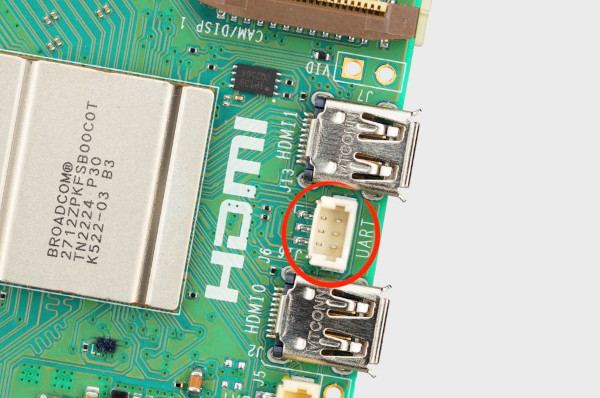 CAM/DISP 1
VID
J7
HDMI1
J13
HDMI
BROADCOM®
2712ZPKFSB00C0T
TN2224 P30
K522-03 B3
UART
J6
HDMI0
J5